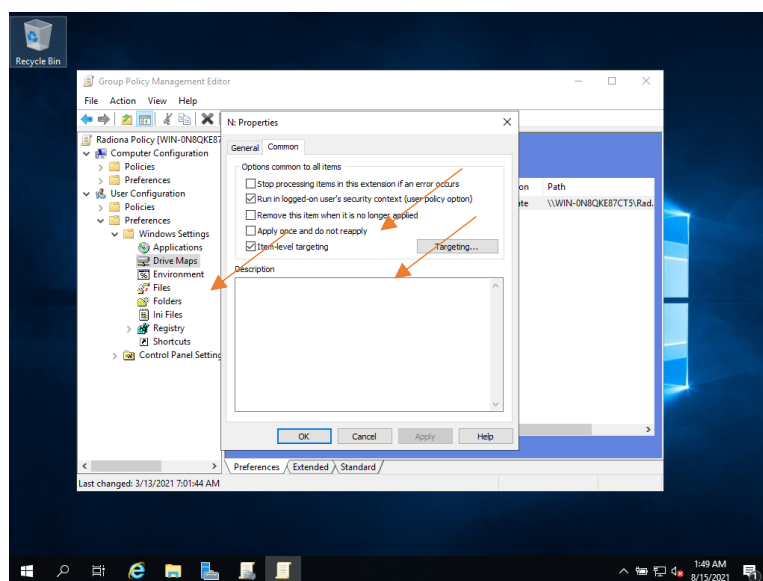 Recycle Bin
Group Policy Management Editor
File Action View Help
Radiona Policy [WIN-0N8QKE87
Computer Configuration
Policies
Preferences
User Configuration
Policies
Preferences
Windows Settings
Applications
Drive Maps
Environment
Files
Folders
Ini Files
Registry
Shortcuts
Control Panel Setting
N: Properties
General Common
Options common to all items
Stop processing items in this extension if an error occurs
Run in logged-on user's security context (user policy option)
Remove this item when it is no longer applied
Apply once and do not reapply
Item-level targeting Targeting...
Description
OK Cancel Apply Help
on Path
\\WIN-0N8QKE87CT5\Rad.
Preferences Extended Standard
Last changed: 3/13/2021 7:01:44 AM
1:49 AM
8/15/2021